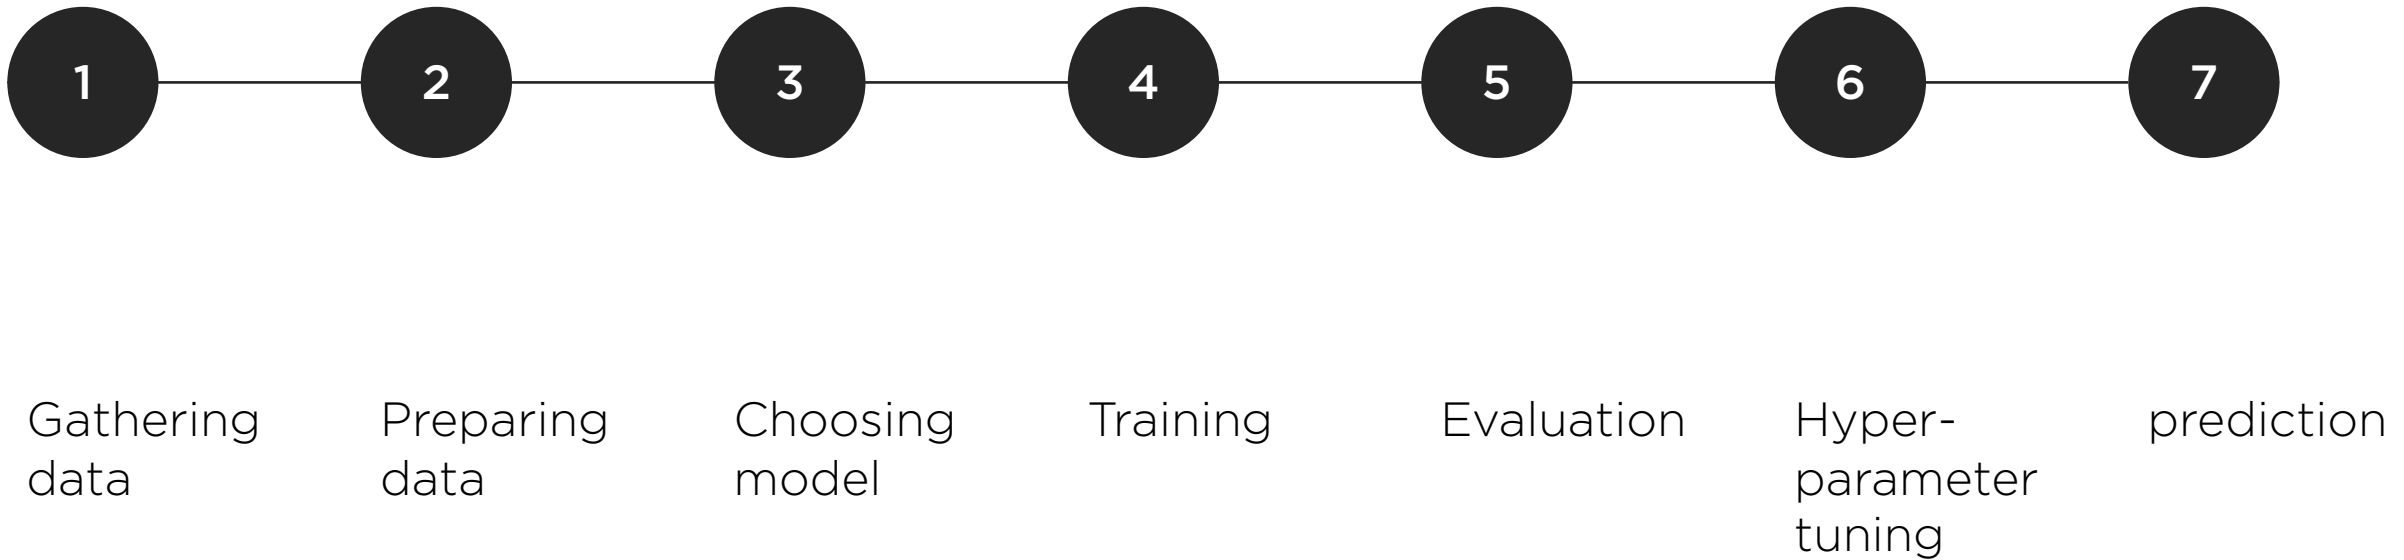 1 2 3 4 5 6 7
Gathering
data
Preparing
data
Choosing
model
Training
Evaluation
Hyper-
parameter
tuning
prediction